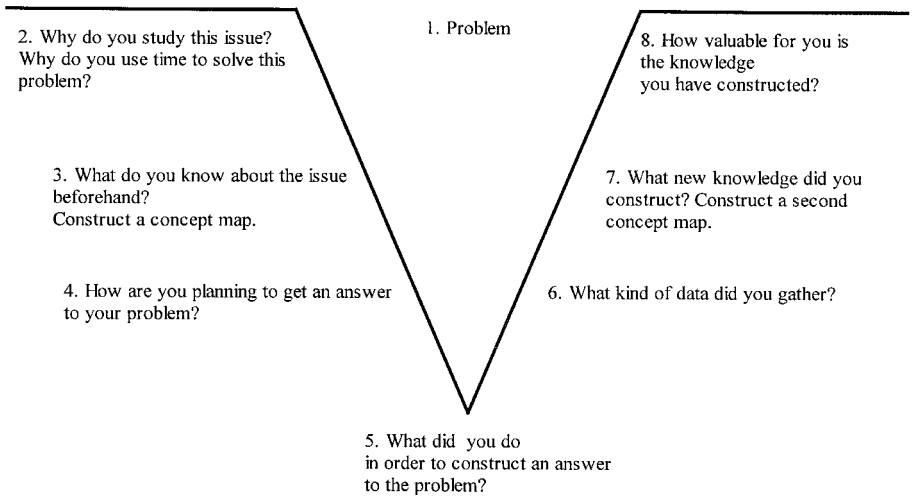 1. Problem
2. Why do you study this issue?
Why do you use time to solve this
problem?
3. What do you know about the issue
beforehand?
Construct a concept map.
4. How are you planning to get an answer
to your problem?
5. What did you do
in order to construct an answer
to the problem?
6. What kind of data did you gather?
7. What new knowledge did you
construct? Construct a second
concept map.
8. How valuable for you is
the knowledge
you have constructed?